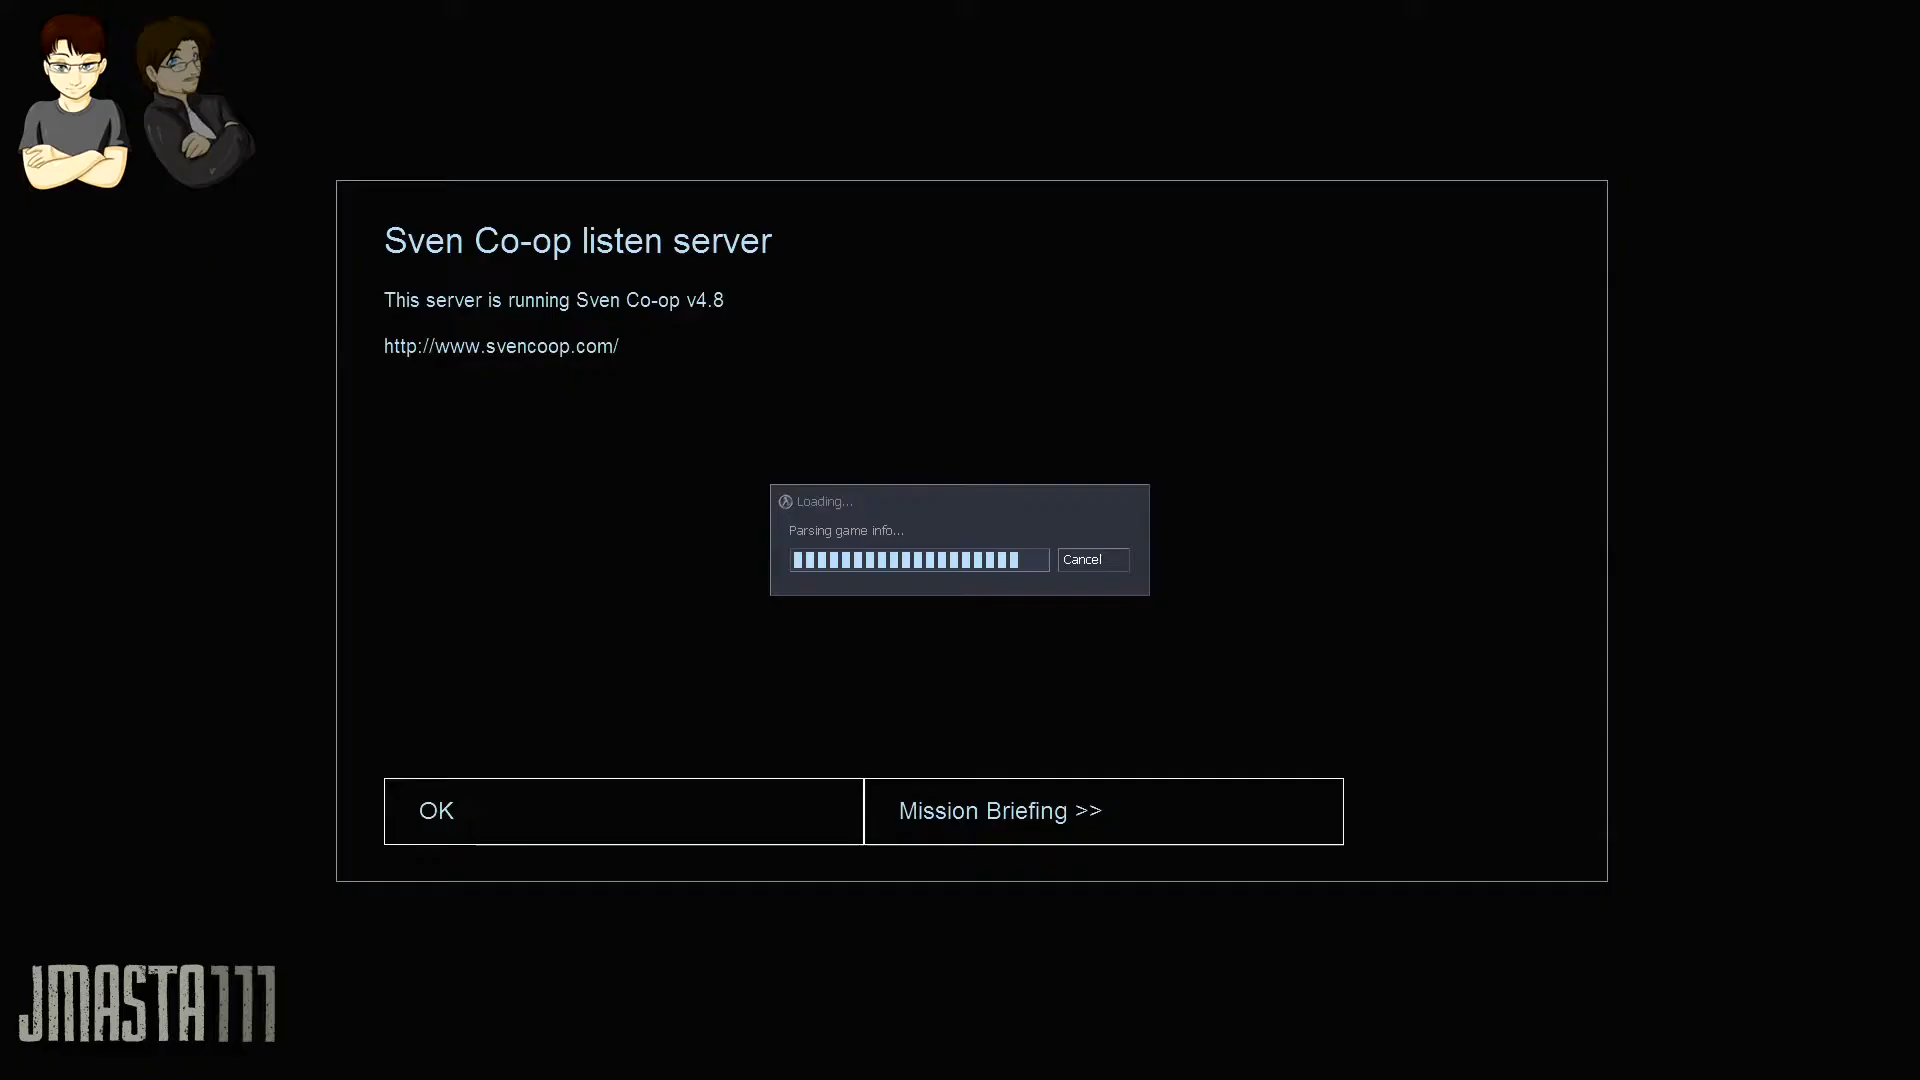 Sven Co-op listen server
This server is running Sven Co-op v4.8
http://www.svencoop.com/
Loading...
Parsing game info...
Cancel
OK
Mission Briefing >>
JMASTA111